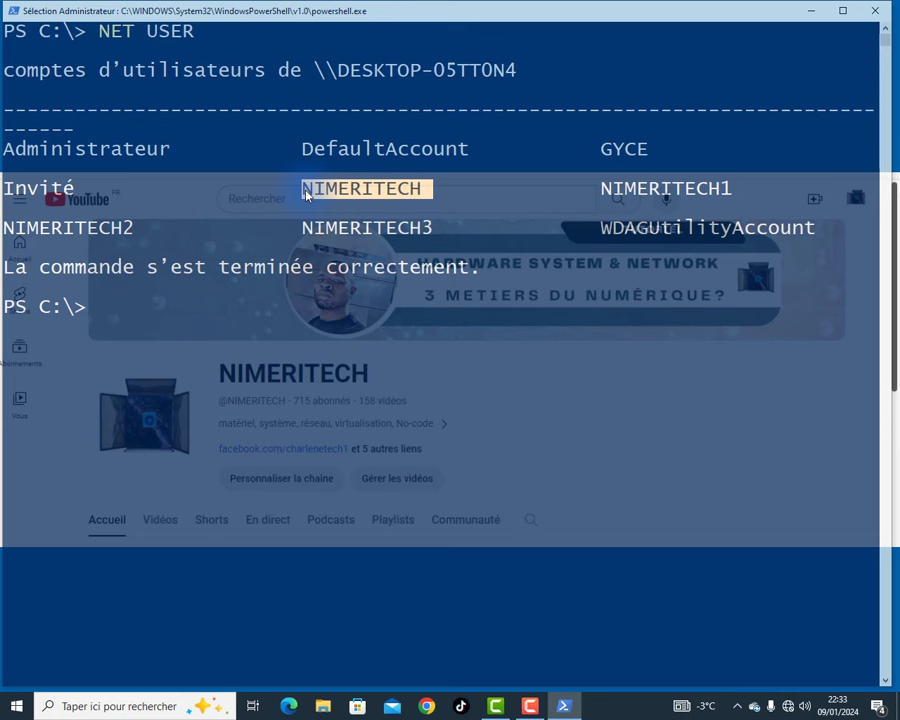 Sélection Administrateur : C:\WINDOWS\System32\WindowsPowerShell\v1.0\powershell.exe
PS C:\> NET USER
comptes d’utilisateurs de \\DESKTOP-05TT0N4
-------------------------------------------------------------------------------
Administrateur DefaultAccount GYCE
Invité NIMERITECH NIMERITECH1
NIMERITECH2 NIMERITECH3 WDAGUtilityAccount
La commande s’est terminée correctement.
PS C:\>
YouTube FR
Rechercher
HARDWARE SYSTEM & NETWORK
3 METIERS DU NUMÉRIQUE?
Abonnements
Vous
NIMERITECH
@NIMERITECH · 715 abonnés · 158 vidéos
matériel, système, réseau, virtualisation, No-code
facebook.com/charlenetech1 et 5 autres liens
Personnaliser la chaîne Gérer les vidéos
Accueil Vidéos Shorts En direct Podcasts Playlists Communauté
Taper ici pour rechercher
-3°C
22:33
09/01/2024
4